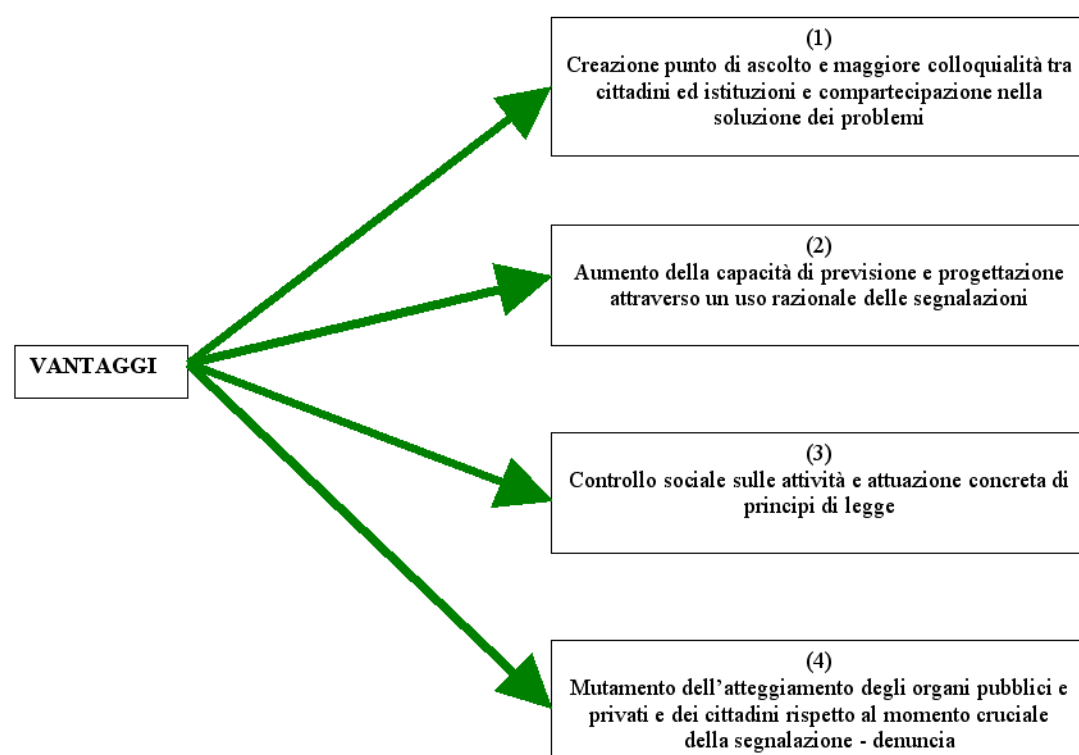 (1)
Creazione punto di ascolto e maggiore colloquialità tra
cittadini ed istituzioni e compartecipazione nella
soluzione dei problemi
(2)
Aumento della capacità di previsione e progettazione
attraverso un uso razionale delle segnalazioni
VANTAGGI
(3)
Controllo sociale sulle attività e attuazione concreta di
principi di legge
(4)
Mutamento dell’atteggiamento degli organi pubblici e
privati e dei cittadini rispetto al momento cruciale
della segnalazione - denuncia